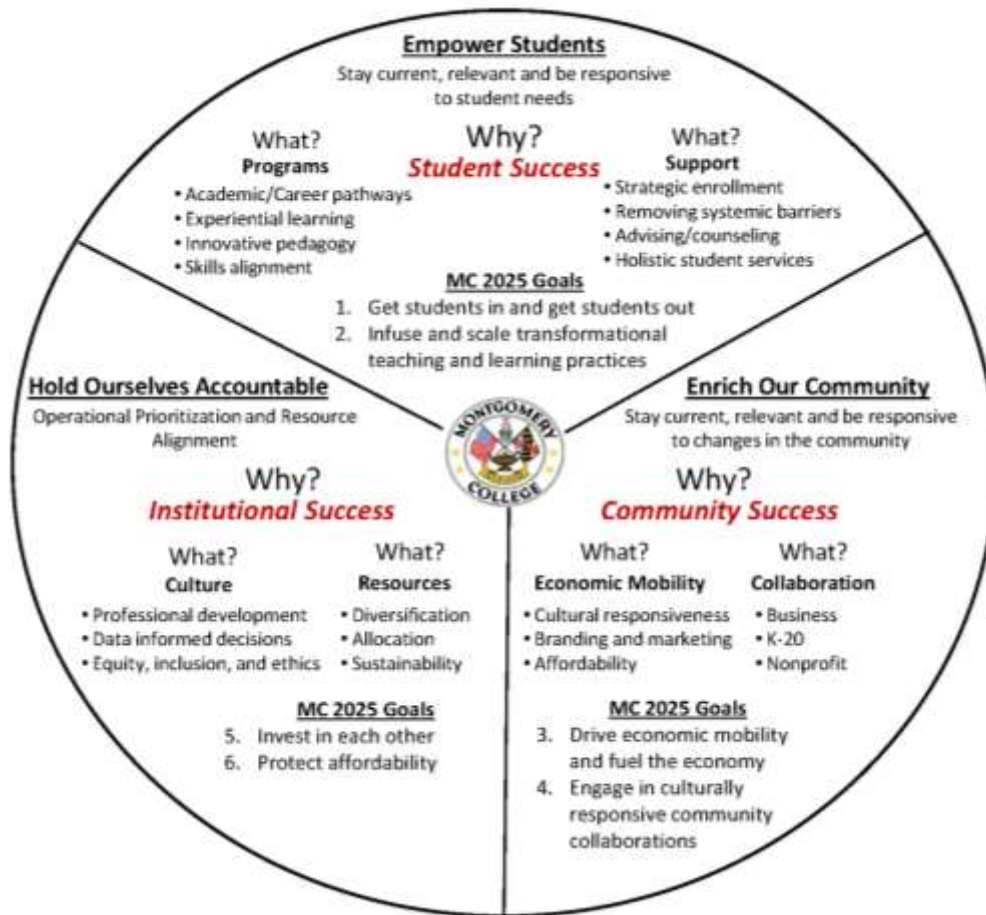 Empower Students
Stay current, relevant and be responsive
to student needs
Why?
Student Success
What?
Programs
• Academic/Career pathways
• Experiential learning
• Innovative pedagogy
• Skills alignment
What?
Support
• Strategic enrollment
• Removing systemic barriers
• Advising/counseling
• Holistic student services
MC 2025 Goals
1. Get students in and get students out
2. Infuse and scale transformational
teaching and learning practices
Hold Ourselves Accountable
Operational Prioritization and Resource
Alignment
Why?
Institutional Success
What?
Culture
• Professional development
• Data informed decisions
• Equity, inclusion, and ethics
What?
Resources
• Diversification
• Allocation
• Sustainability
MC 2025 Goals
5. Invest in each other
6. Protect affordability
MONTGOMERY
COLLEGE
Enrich Our Community
Stay current, relevant and be responsive
to changes in the community
Why?
Community Success
What?
Economic Mobility
• Cultural responsiveness
• Branding and marketing
• Affordability
What?
Collaboration
• Business
• K-20
• Nonprofit
MC 2025 Goals
3. Drive economic mobility
and fuel the economy
4. Engage in culturally
responsive community
collaborations